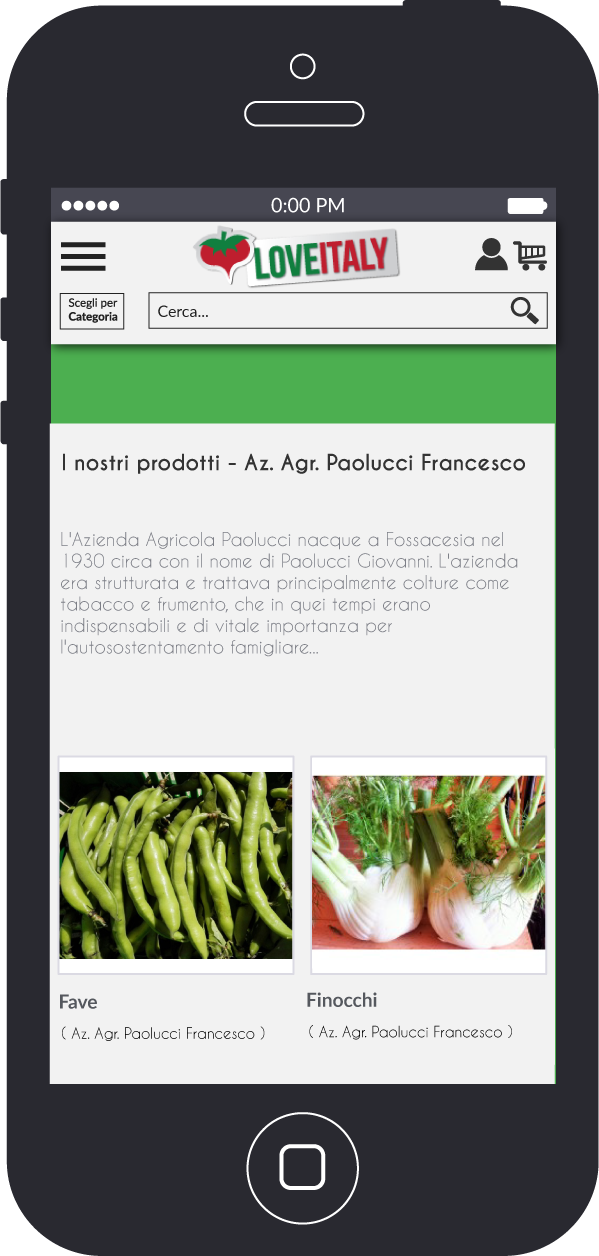 0:00 PM
LOVEITALY
Scegli per
Categoria
Cerca...
I nostri prodotti - Az. Agr. Paolucci Francesco
L'Azienda Agricola Paolucci nacque a Fossacesia nel
1930 circa con il nome di Paolucci Giovanni. L'azienda
era strutturata e trattava principalmente colture come
tabacco e frumento, che in quei tempi erano
indispensabili e di vitale importanza per
l'autosostentamento famigliare...
Fave
Finocchi
( Az. Agr. Paolucci Francesco )
( Az. Agr. Paolucci Francesco )